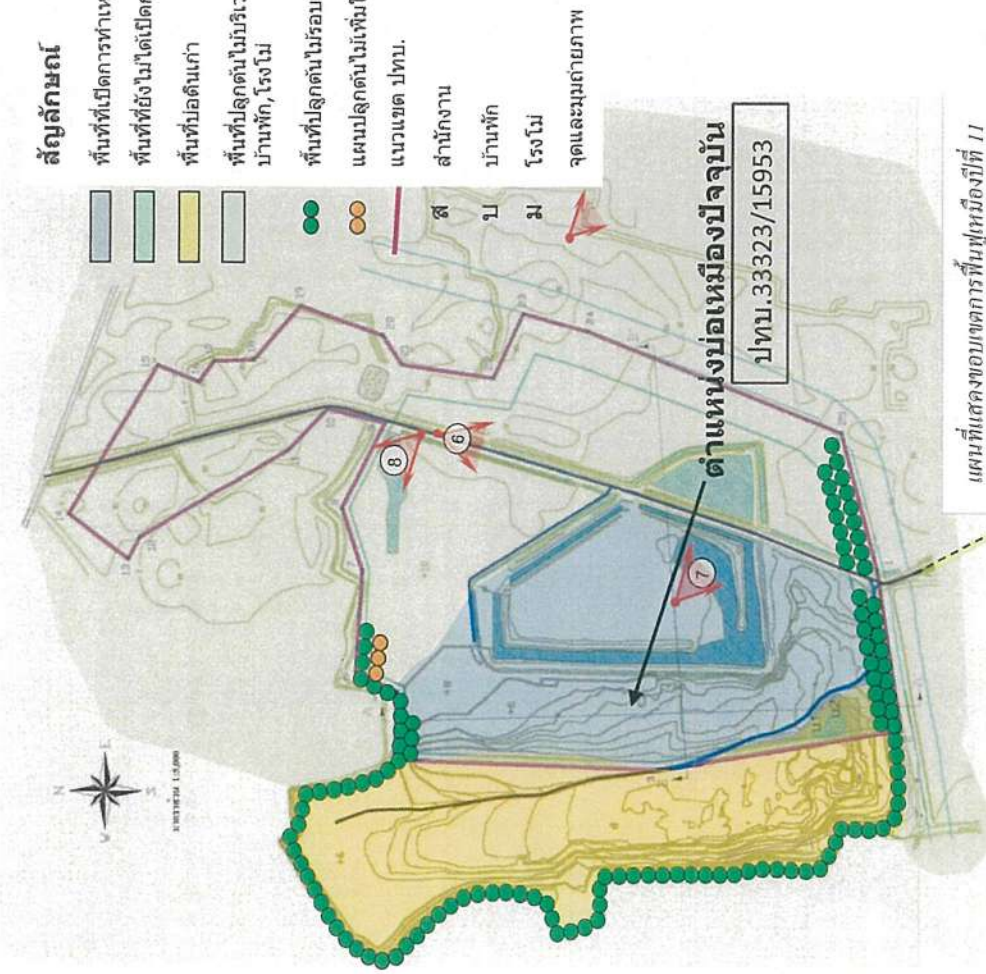 สัญลักษณ์
พื้นที่ที่เปิดการทำเห
พื้นที่ที่ยังไม่ได้เปิดก
พื้นที่บ่อดินเก่า
พื้นที่ปลูกต้นไม้บริเว
บ้านพัก,โรงโม่
พื้นที่ปลูกต้นไม้รอบ
แผนปลูกต้นไม้เพิ่มใ
แนวเขต ปทบ.
ส สำนักงาน
บ บ้านพัก
ม โรงโม่
จุดและมุมถ่ายภาพ
N
W E
S
8
6
7
ตำแหน่งบ่อเหมืองปัจจุบัน
ปทบ.33323/15953
แผนที่แสดงขอบเขตการฟื้นฟูเหมืองปีที่ 11